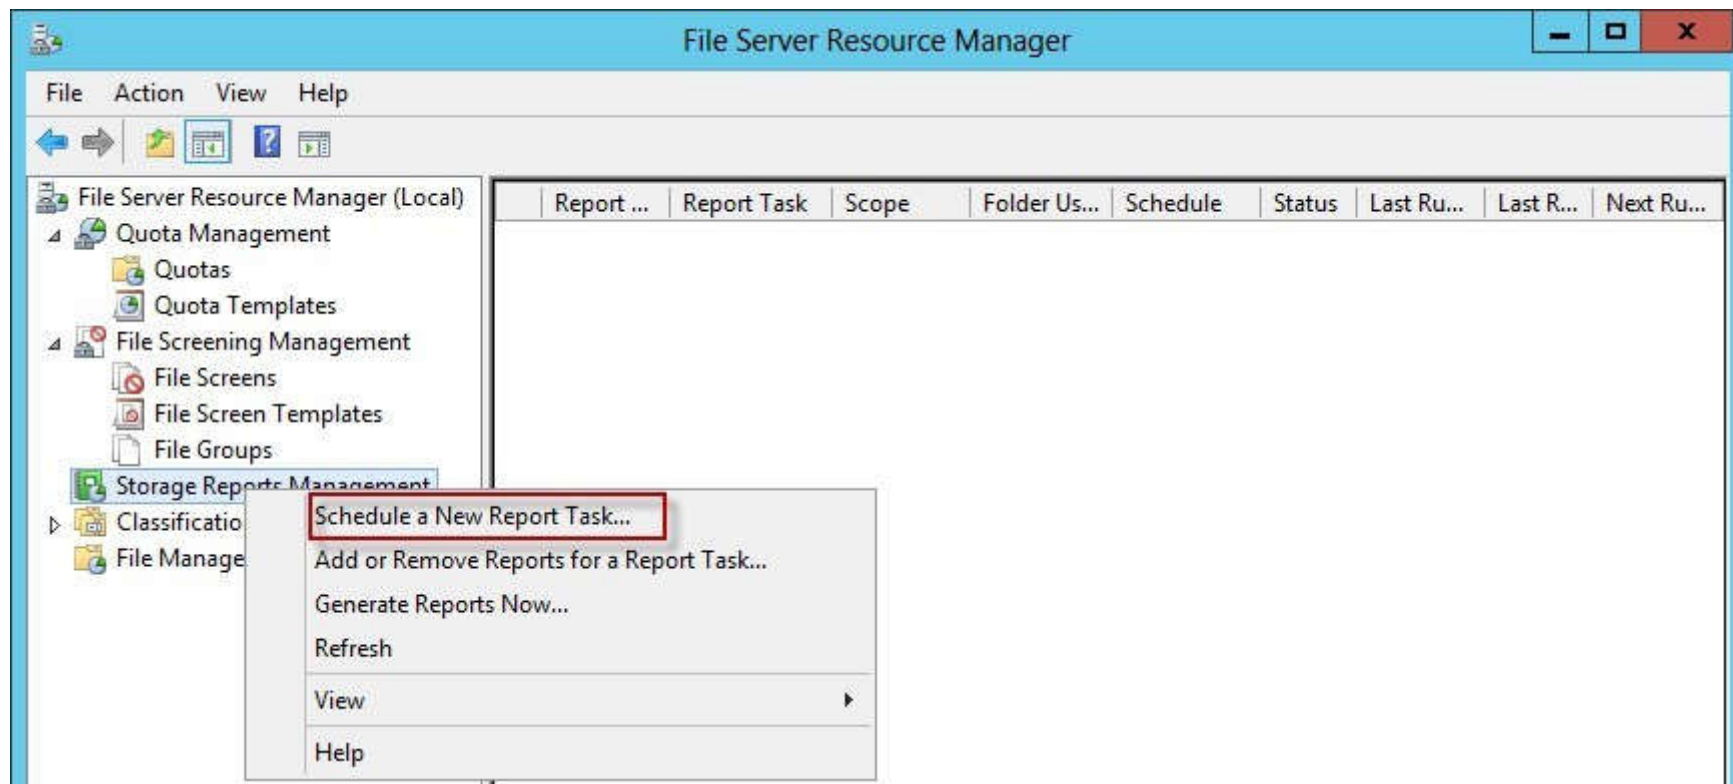 File Server Resource Manager
File Action View Help
File Server Resource Manager (Local)
Quota Management
Quotas
Quota Templates
File Screening Management
File Screens
File Screen Templates
File Groups
Storage Reports Management
Classificatio
File Manage
Report ... Report Task Scope Folder Us... Schedule Status Last Ru... Last R... Next Ru...
Schedule a New Report Task...
Add or Remove Reports for a Report Task...
Generate Reports Now...
Refresh
View
Help